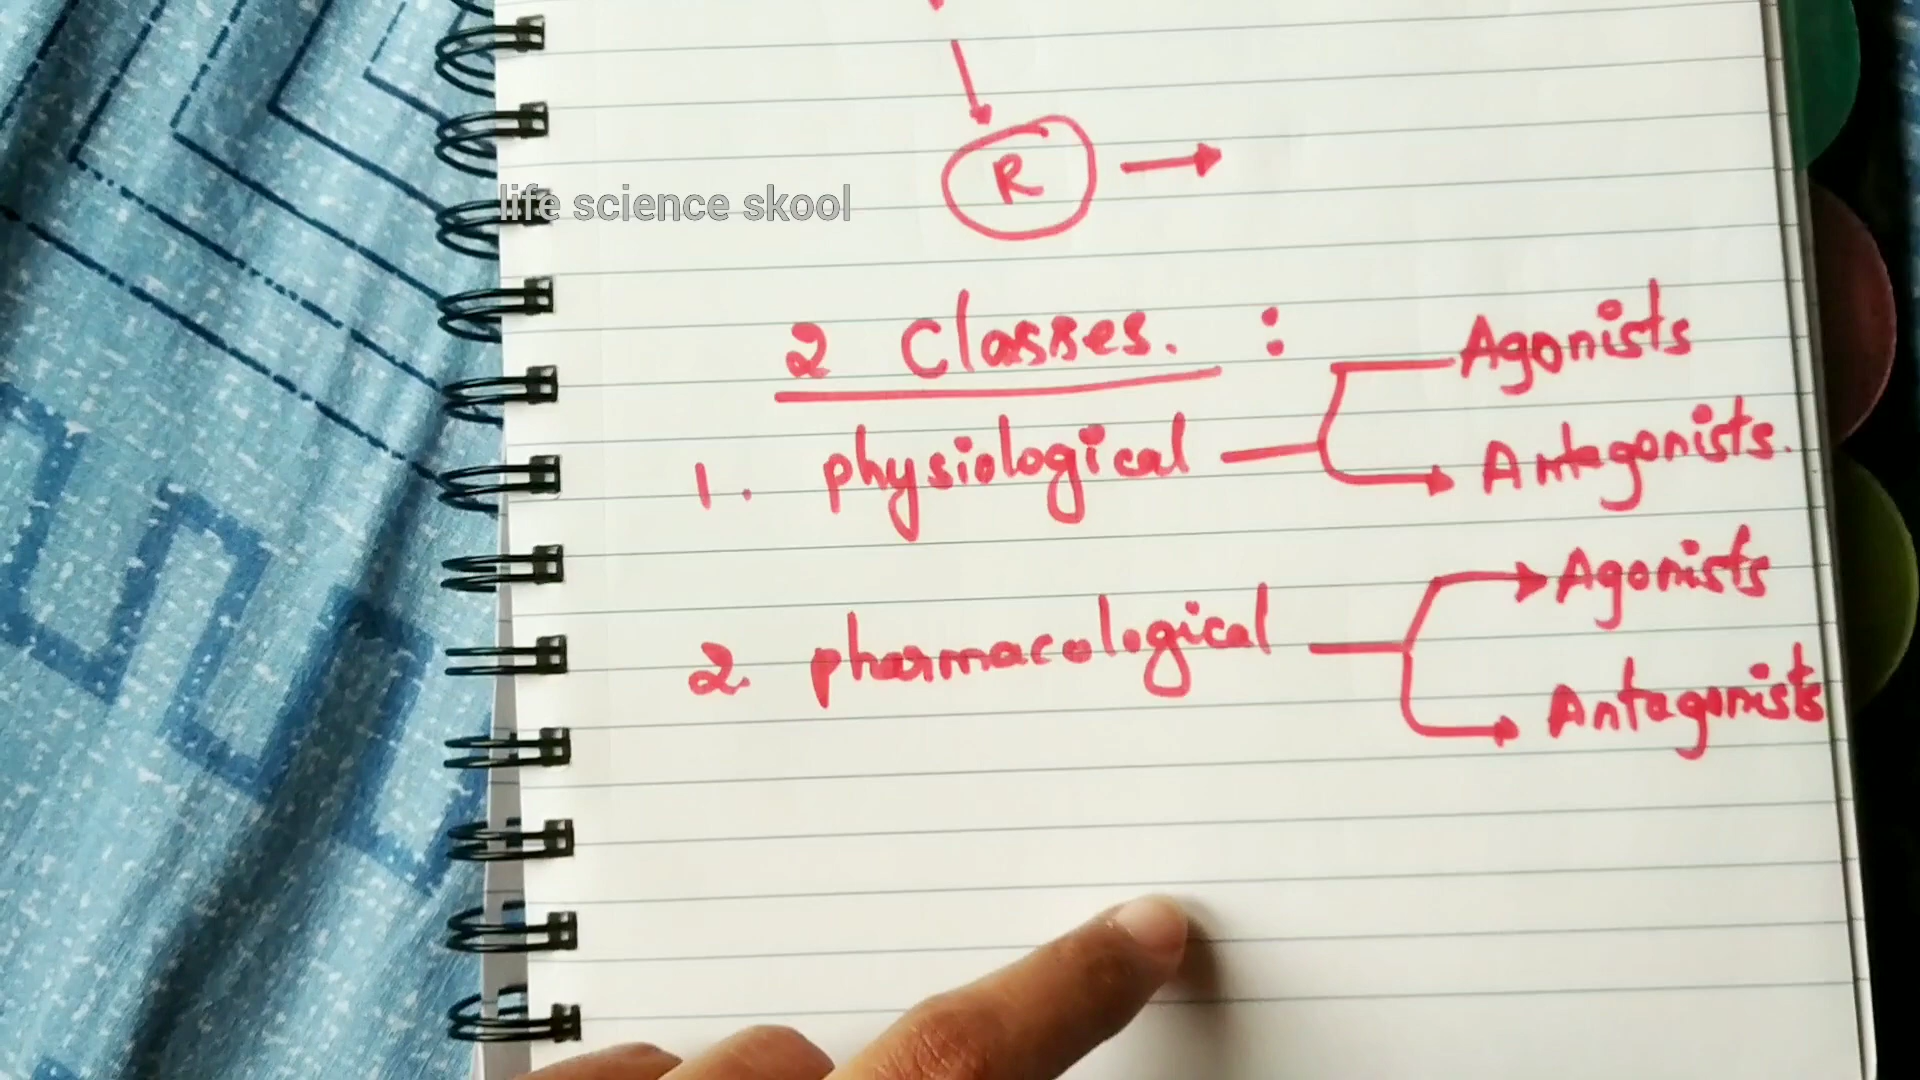 R
life science skool
2 Classes. :
Agonists
1. physiological
Antagonists.
Agonists
2. pharmacological
Antagonists